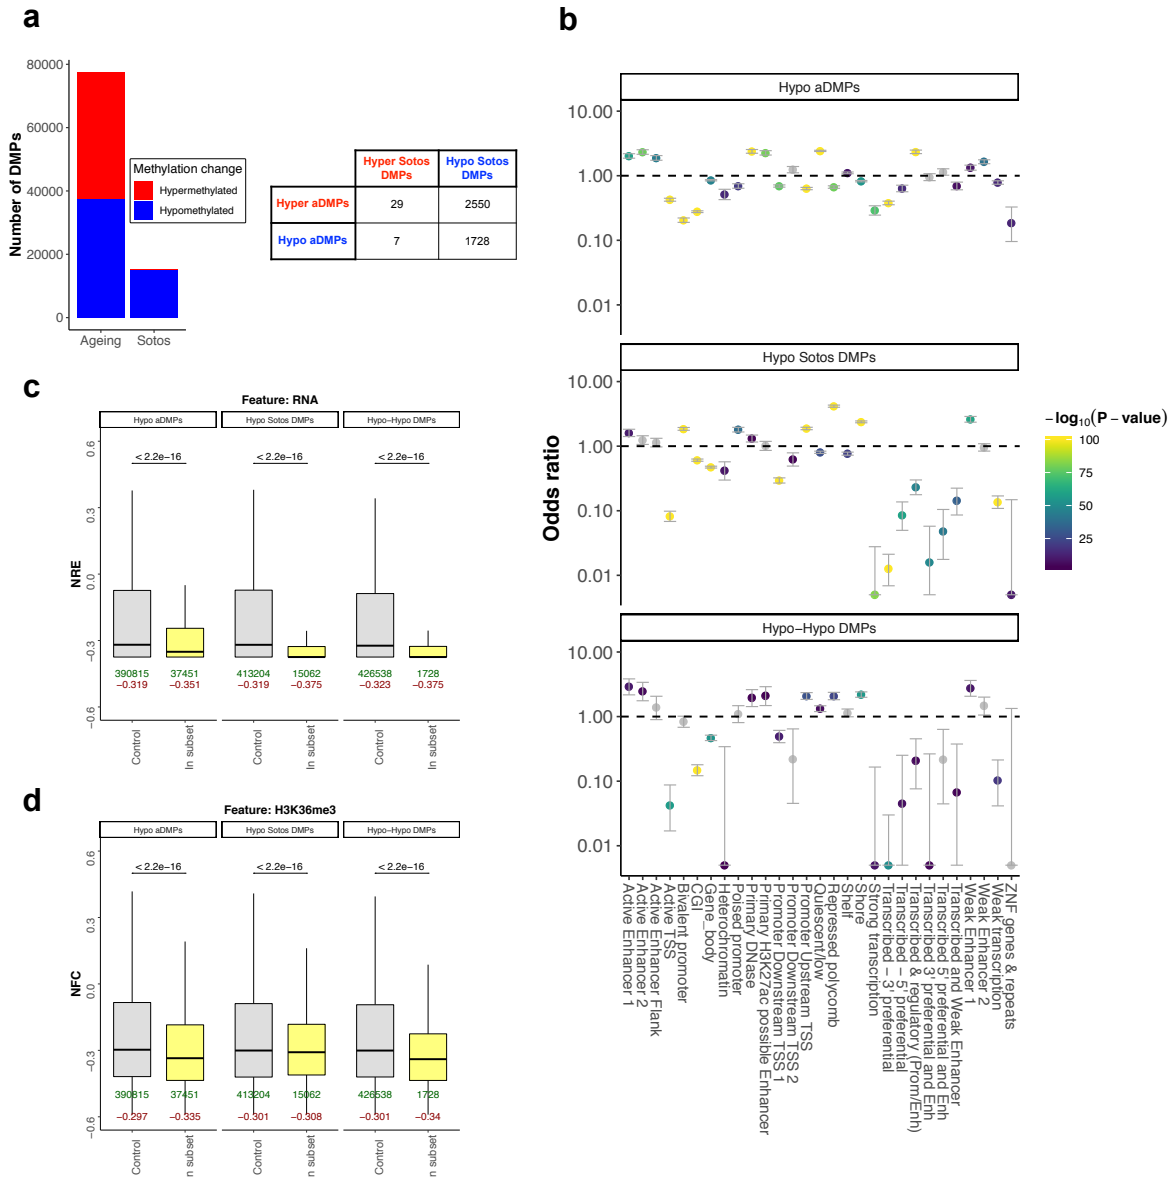 a
Number of DMPs
80000
60000
40000
20000
0
Ageing
Sotos
Methylation change
Hypermethylated
Hypomethylated
Hyper Sotos DMPs
Hypo Sotos DMPs
Hyper aDMPs
29
2550
Hypo aDMPs
7
1728
b
Odds ratio
Hypo aDMPs
10.00
1.00
0.10
0.01
Hypo Sotos DMPs
10.00
1.00
0.10
0.01
Hypo−Hypo DMPs
10.00
1.00
0.10
0.01
Active Enhancer 1
Active Enhancer 2
Active Enhancer Flank
Active TSS
Bivalent promoter
CGI
Gene_body
Heterochromatin
Poised promoter
Primary DNase
Primary H3K27ac possible Enhancer
Promoter Downstream TSS 1
Promoter Downstream TSS 2
Promoter Upstream TSS
Quiescent/low
Repressed polycomb
Shelf
Shore
Strong transcription
Transcribed − 3' preferential
Transcribed − 5' preferential
Transcribed & regulatory (Prom/Enh)
Transcribed 3' preferential and Enh
Transcribed 5' preferential and Enh
Transcribed and Weak Enhancer
Weak Enhancer 1
Weak Enhancer 2
Weak transcription
ZNF genes & repeats
−log10(P − value)
100
75
50
25
c
Feature: RNA
Hypo aDMPs
Hypo Sotos DMPs
Hypo−Hypo DMPs
NRE
0.6
0.3
0.0
−0.3
−0.6
< 2.2e−16
< 2.2e−16
< 2.2e−16
390815
37451
413204
15062
426538
1728
−0.319
−0.351
−0.319
−0.375
−0.323
−0.375
Control
In subset
Control
In subset
Control
In subset
d
Feature: H3K36me3
Hypo aDMPs
Hypo Sotos DMPs
Hypo−Hypo DMPs
NFC
0.6
0.3
0.0
−0.3
−0.6
< 2.2e−16
< 2.2e−16
< 2.2e−16
390815
37451
413204
15062
426538
1728
−0.297
−0.335
−0.301
−0.308
−0.301
−0.34
Control
n subset
Control
n subset
Control
n subset